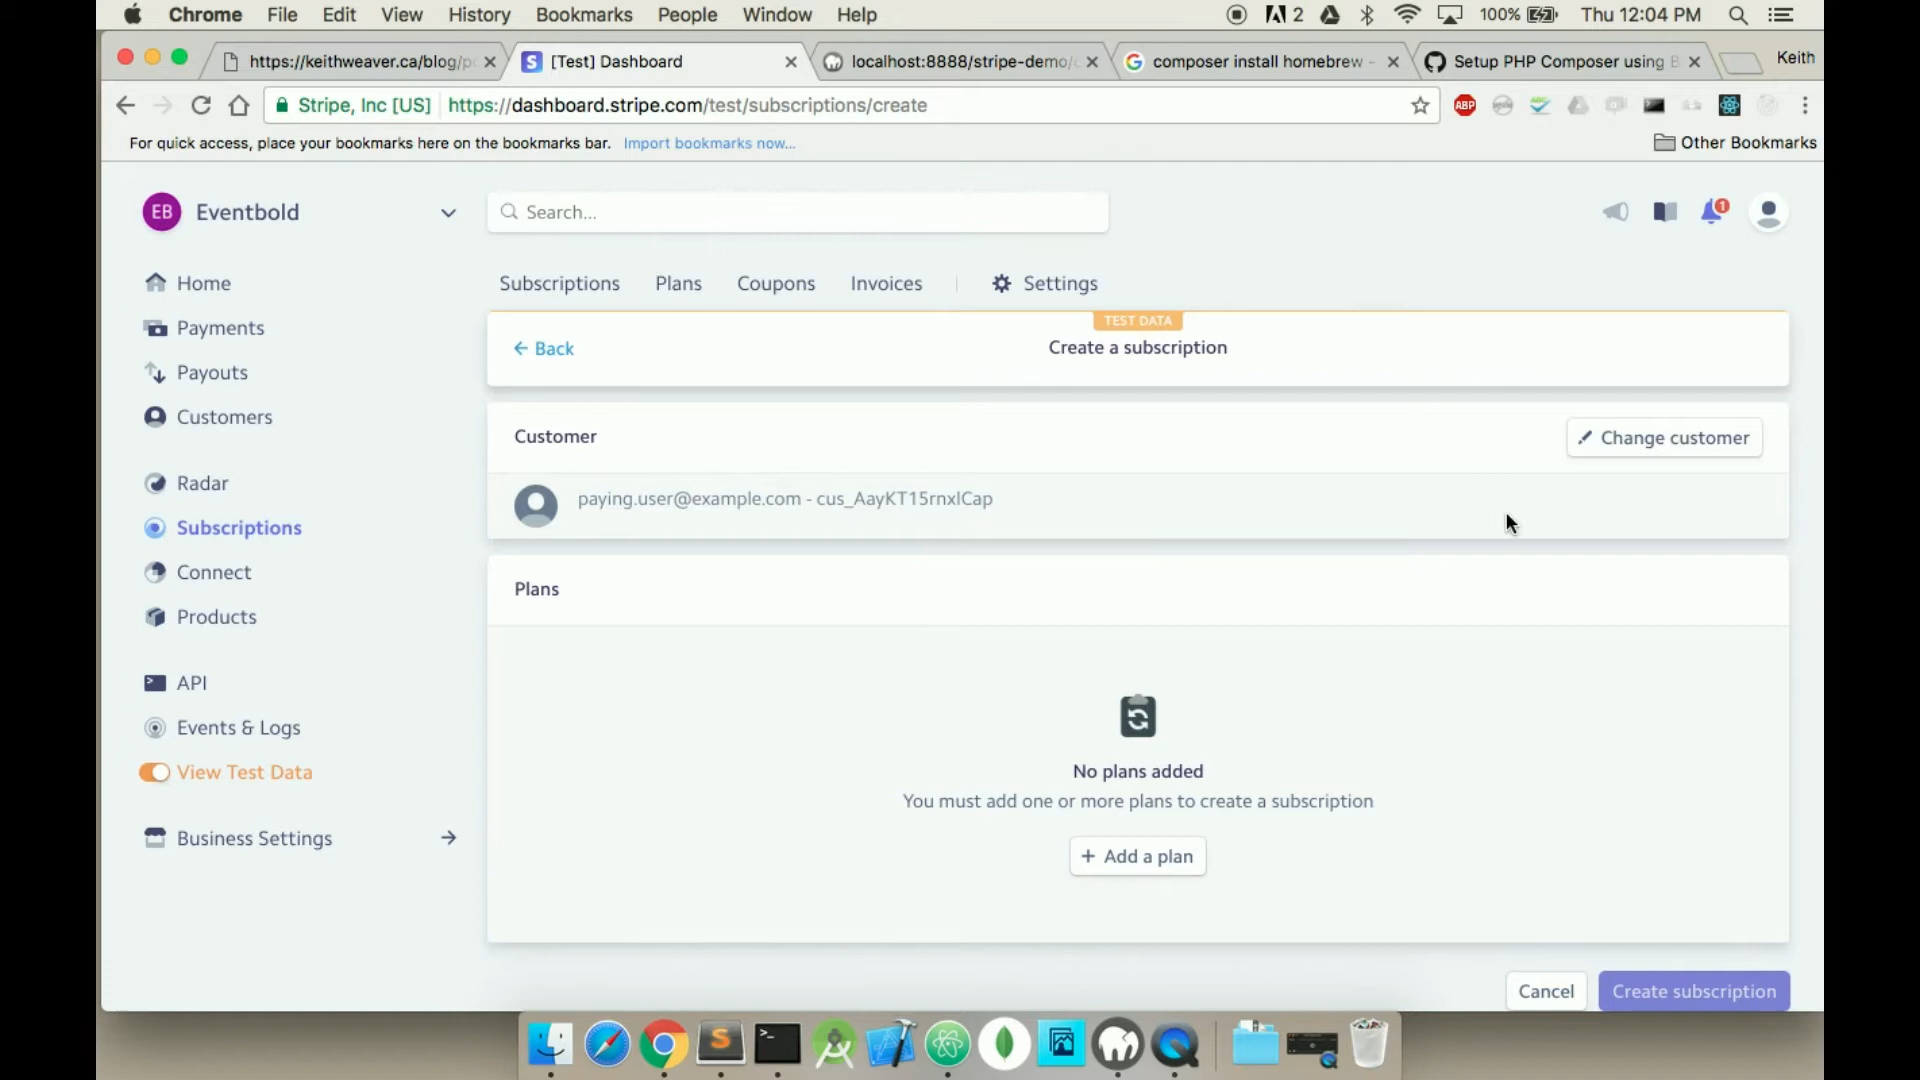 Chrome File Edit View History Bookmarks People Window Help 2 100% Thu 12:04 PM
https://keithweaver.ca/blog/p [Test] Dashboard localhost:8888/stripe-demo/ composer install homebrew - Setup PHP Composer using B Keith
Stripe, Inc [US] https://dashboard.stripe.com/test/subscriptions/create ABP
For quick access, place your bookmarks here on the bookmarks bar. Import bookmarks now... Other Bookmarks
EB Eventbold Search... 1
Home Subscriptions Plans Coupons Invoices Settings
Payments
Payouts
Customers
Radar
Subscriptions
Connect
Products
API
Events & Logs
View Test Data
Business Settings
TEST DATA
← Back Create a subscription
Customer Change customer
paying.user@example.com - cus_AayKT15rnxlCap
Plans
No plans added
You must add one or more plans to create a subscription
+ Add a plan
Cancel Create subscription